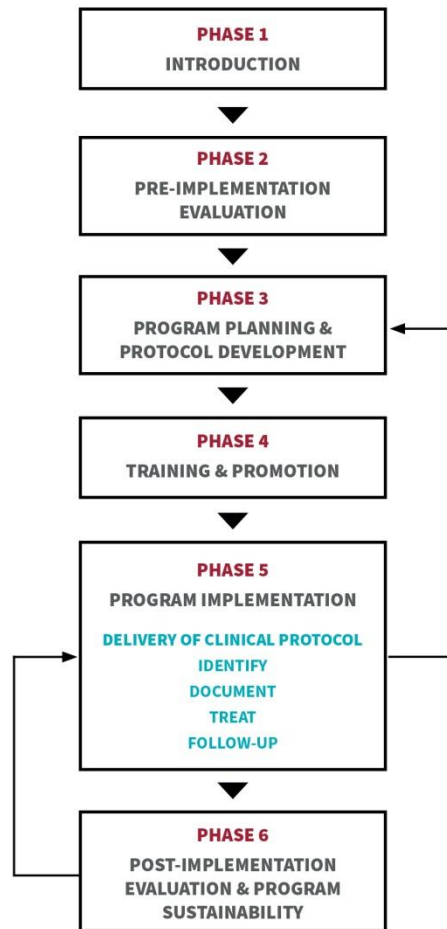 PHASE 1
INTRODUCTION
PHASE 2
PRE-IMPLEMENTATION
EVALUATION
PHASE 3
PROGRAM PLANNING &
PROTOCOL DEVELOPMENT
PHASE 4
TRAINING & PROMOTION
PHASE 5
PROGRAM IMPLEMENTATION
DELIVERY OF CLINICAL PROTOCOL
IDENTIFY
DOCUMENT
TREAT
FOLLOW-UP
PHASE 6
POST-IMPLEMENTATION
EVALUATION & PROGRAM
SUSTAINABILITY